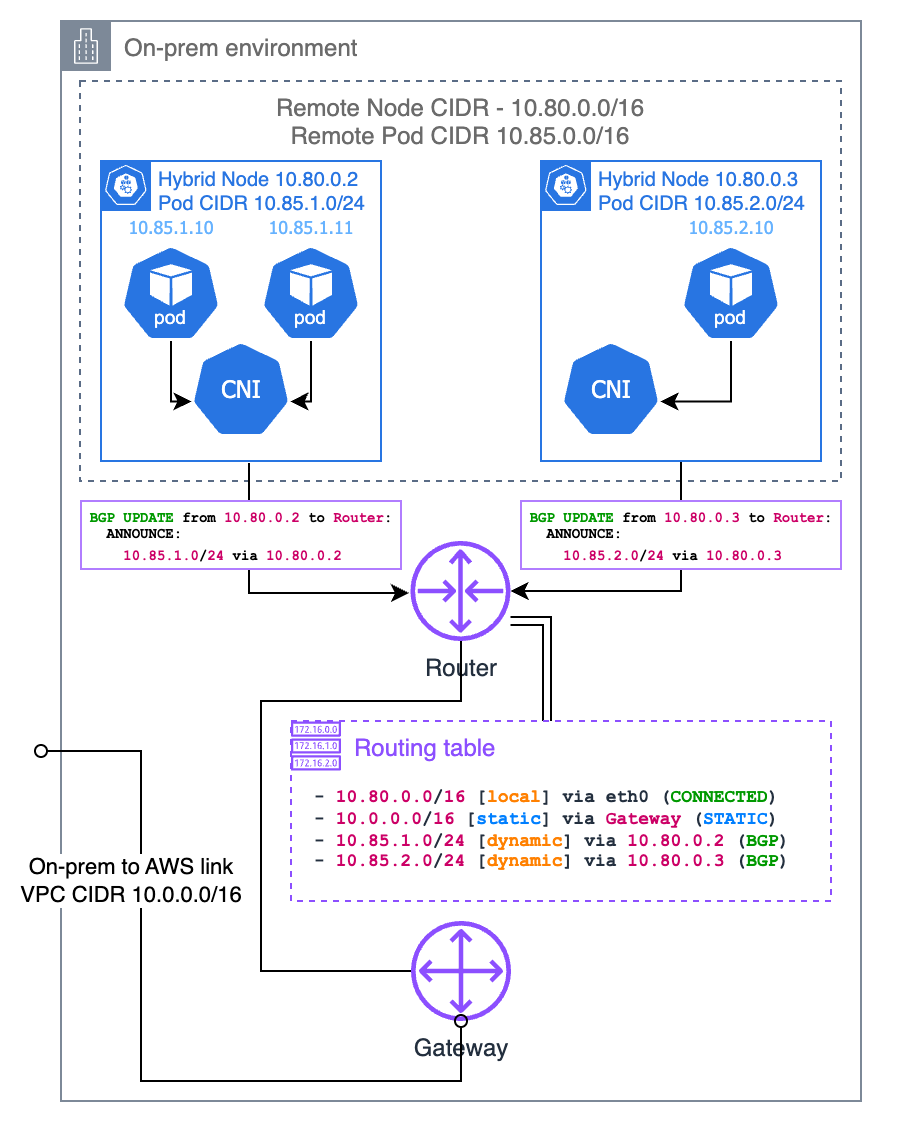 On-prem environment
Remote Node CIDR - 10.80.0.0/16
Remote Pod CIDR 10.85.0.0/16
Hybrid Node 10.80.0.2
Pod CIDR 10.85.1.0/24
10.85.1.10
10.85.1.11
pod
pod
CNI
Hybrid Node 10.80.0.3
Pod CIDR 10.85.2.0/24
10.85.2.10
pod
CNI
BGP UPDATE from 10.80.0.2 to Router:
ANNOUNCE:
10.85.1.0/24 via 10.80.0.2
BGP UPDATE from 10.80.0.3 to Router:
ANNOUNCE:
10.85.2.0/24 via 10.80.0.3
Router
172.16.0.0
172.16.1.0
172.16.2.0
Routing table
- 10.80.0.0/16 [local] via eth0 (CONNECTED)
- 10.0.0.0/16 [static] via Gateway (STATIC)
- 10.85.1.0/24 [dynamic] via 10.80.0.2 (BGP)
- 10.85.2.0/24 [dynamic] via 10.80.0.3 (BGP)
On-prem to AWS link
VPC CIDR 10.0.0.0/16
Gateway